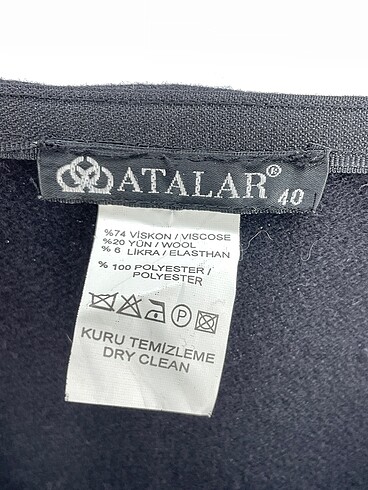 ATALAR® 40
%74 VİSKON / VISCOSE
%20 YÜN / WOOL
% 6 LİKRA / ELASTHAN
% 100 POLYESTER /
POLYESTER
P
KURU TEMİZLEME
DRY CLEAN